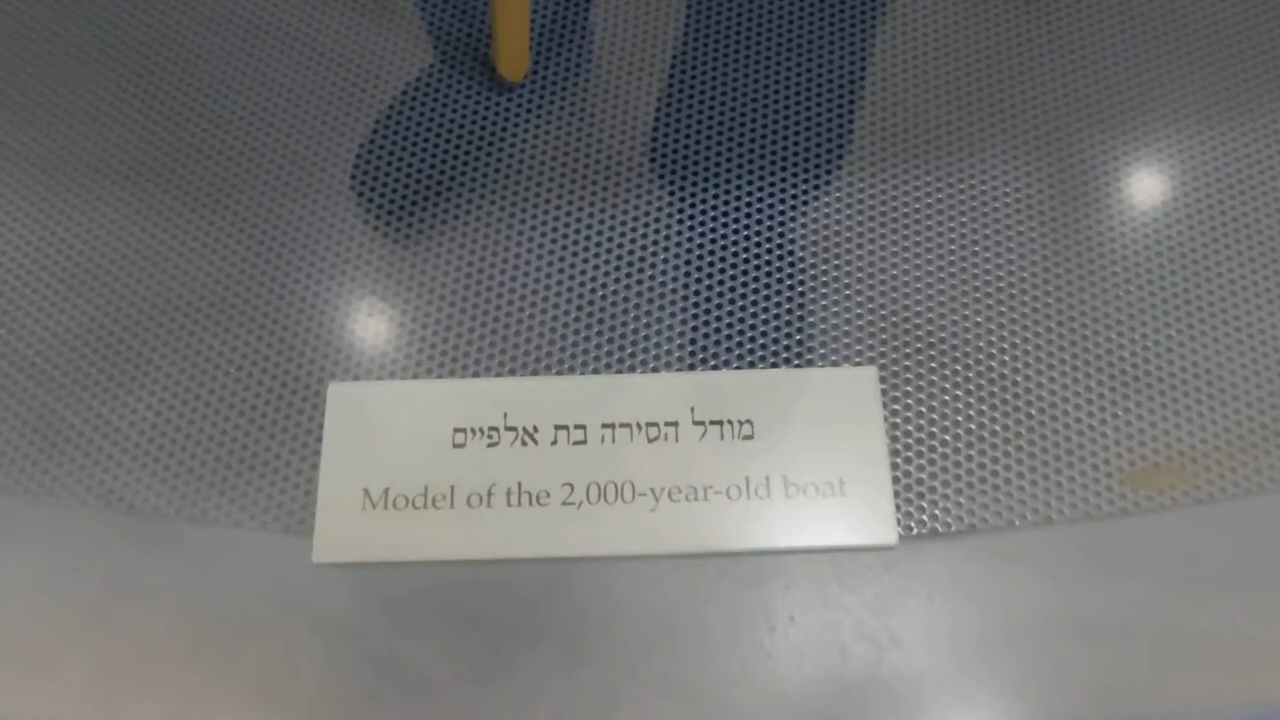 מודל הסירה בת אלפיים
Model of the 2,000-year-old boat